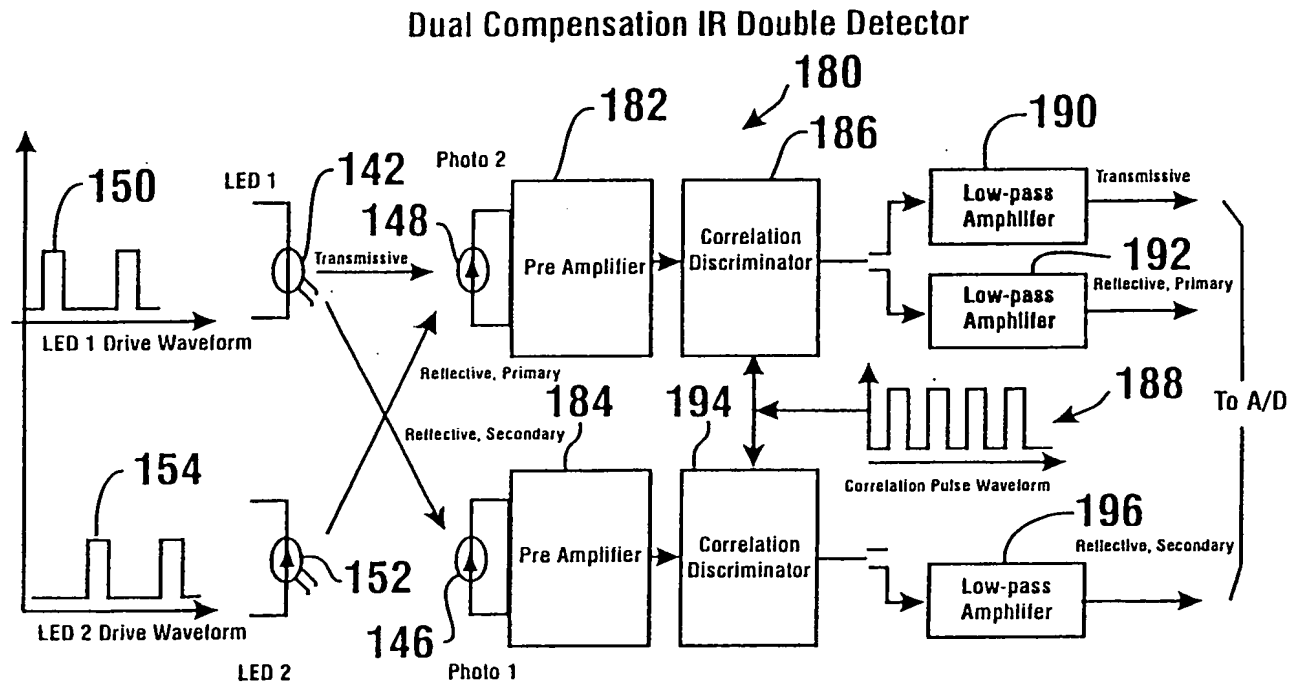 Dual Compensation IR Double Detector
180
182
186
190
150
LED 1
142
Photo 2
148
Transmissive
Pre Amplifier
Correlation
Discriminator
Low-pass
Amphlifer
Transmissive
192
Low-pass
Amphlifer
Reflective, Primary
LED 1 Drive Waveform
Reflective, Primary
Reflective, Secondary
184
194
188
To A/D
Correlation Pulse Waveform
154
152
146
Pre Amplifier
Correlation
Discriminator
196
Low-pass
Amphlifer
Reflective, Secondary
LED 2 Drive Waveform
LED 2
Photo 1